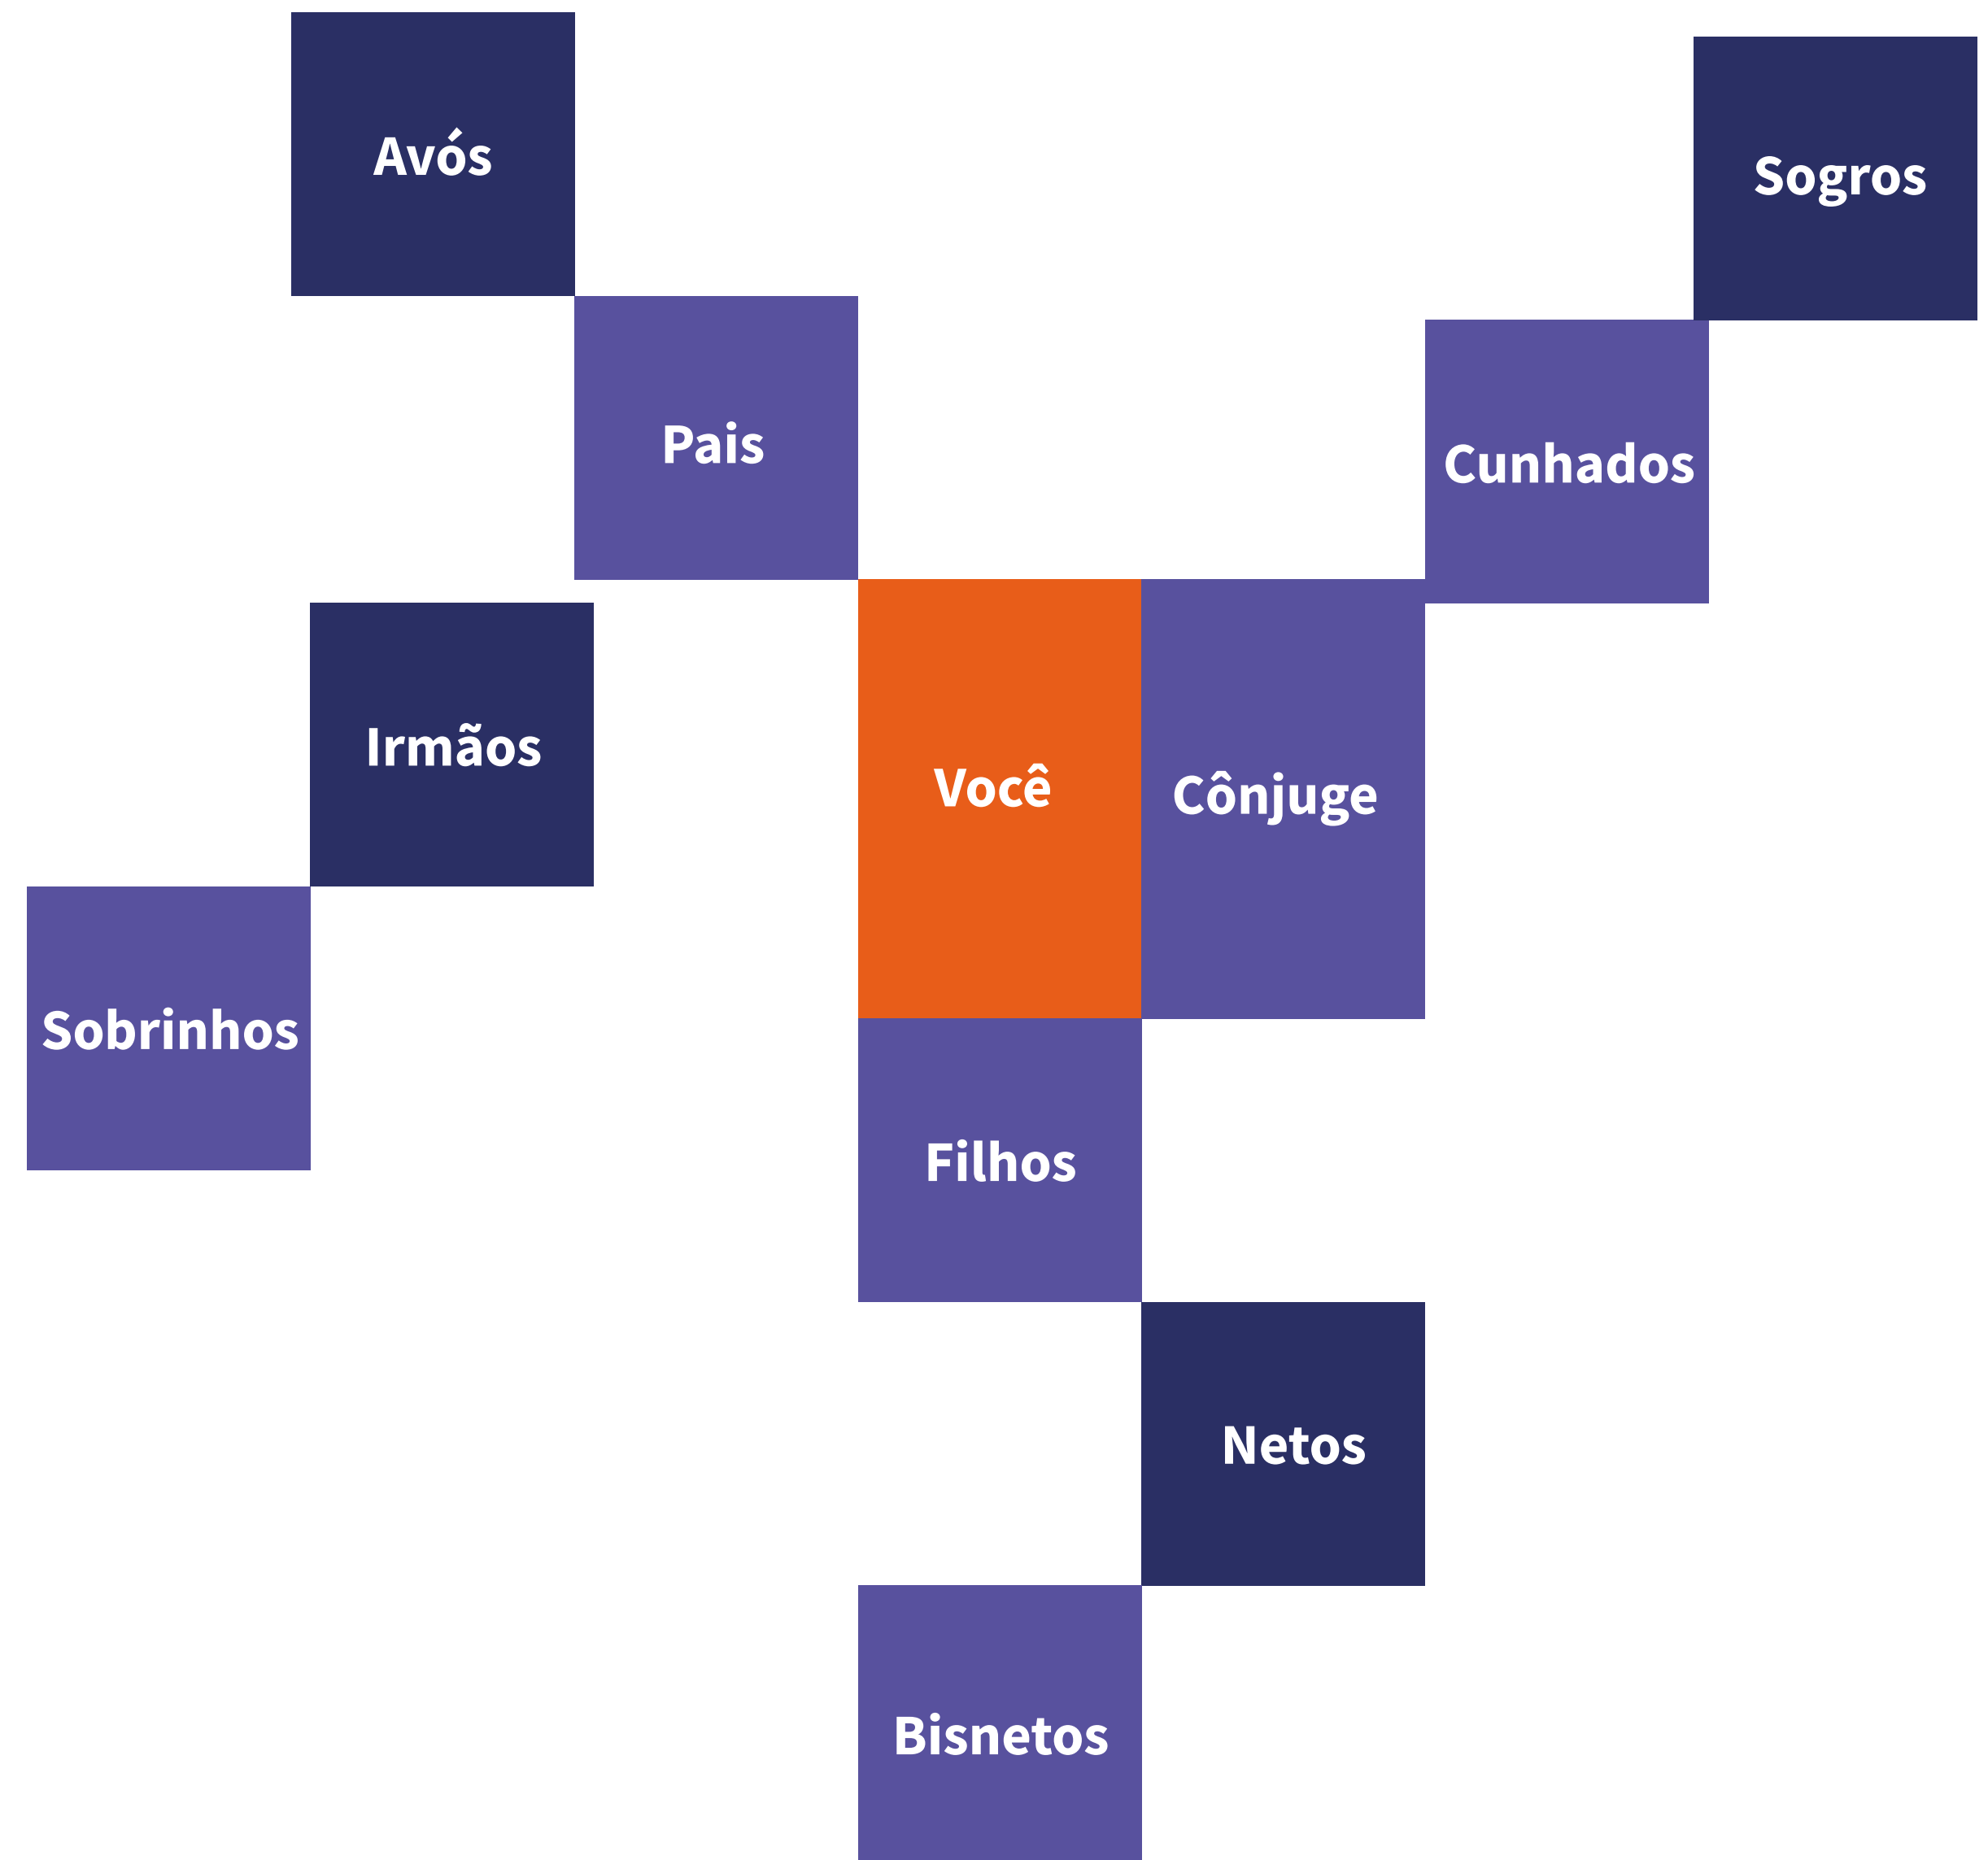 Avós
Sogros
Pais
Cunhados
Irmãos
Você
Cônjuge
Sobrinhos
Filhos
Netos
Bisnetos